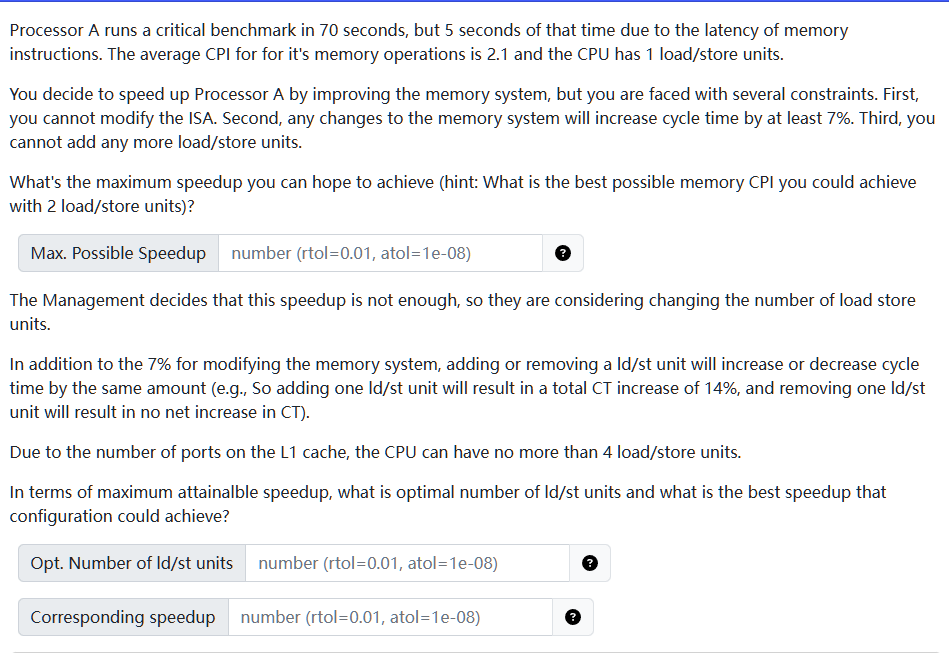 Processor A runs a critical benchmark in 70 seconds, but 5 seconds of that time due to the latency of memory
instructions. The average CPI for for it's memory operations is 2.1 and the CPU has 1 load/store units.
You decide to speed up Processor A by improving the memory system, but you are faced with several constraints. First,
you cannot modify the ISA. Second, any changes to the memory system will increase cycle time by at least 7%. Third, you
cannot add any more load/store units.
What's the maximum speedup you can hope to achieve (hint: What is the best possible memory CPI you could achieve
with 2 load/store units)?
Max. Possible Speedup number (rtol=0.01, atol=1e-08) ?
The Management decides that this speedup is not enough, so they are considering changing the number of load store
units.
In addition to the 7% for modifying the memory system, adding or removing a ld/st unit will increase or decrease cycle
time by the same amount (e.g., So adding one ld/st unit will result in a total CT increase of 14%, and removing one ld/st
unit will result in no net increase in CT).
Due to the number of ports on the L1 cache, the CPU can have no more than 4 load/store units.
In terms of maximum attainalble speedup, what is optimal number of ld/st units and what is the best speedup that
configuration could achieve?
Opt. Number of ld/st units number (rtol=0.01, atol=1e-08) ?
Corresponding speedup number (rtol=0.01, atol=1e-08) ?